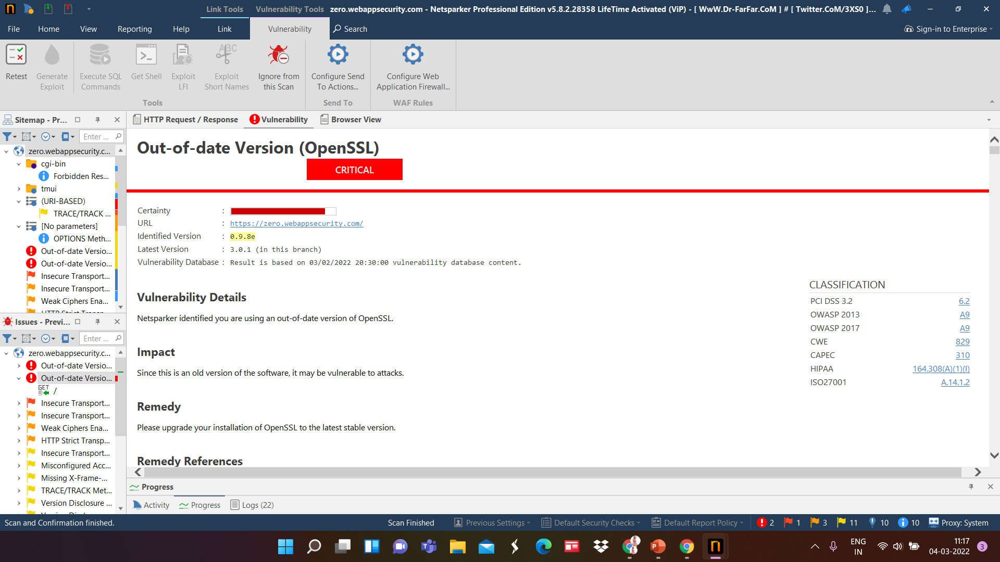 Link Tools
Vulnerability Tools
zero.webappsecurity.com - Netsparker Professional Edition v5.8.2.28358 LifeTime Activated (ViP) - [ WwW.Dr-FarFar.CoM ] # [ Twitter.CoM/3XS0 ]...
File
Home
View
Reporting
Help
Link
Vulnerability
Search
Sign-in to Enterprise
Retest
Generate
Exploit
Execute SQL
Commands
Get Shell
Exploit
LFI
ABC
Exploit
Short Names
Ignore from
this Scan
Configure Send
To Actions...
Configure Web
Application Firewall...
Tools
Send To
WAF Rules
Sitemap - Pr...
Enter ...
zero.webappsecurity.c...
cgi-bin
Forbidden Res...
tmui
(URI-BASED)
TRACE/TRACK ...
[No parameters]
OPTIONS Meth...
Out-of-date Versio...
Out-of-date Versio...
Insecure Transport...
Insecure Transport...
Weak Ciphers Ena...
HTTP Strict Transp...
Issues - Previ...
Enter ...
zero.webappsecurity.c...
Out-of-date Versio...
Out-of-date Versio...
GET /
Insecure Transport...
Insecure Transport...
Weak Ciphers Ena...
HTTP Strict Transp...
Insecure Transport...
Misconfigured Acc...
Missing X-Frame-...
TRACE/TRACK Met...
Version Disclosure ...
HTTP Request / Response
Vulnerability
Browser View
Out-of-date Version (OpenSSL)
CRITICAL
Certainty :
URL : https://zero.webappsecurity.com/
Identified Version : 0.9.8e
Latest Version : 3.0.1 (in this branch)
Vulnerability Database : Result is based on 03/02/2022 20:30:00 vulnerability database content.
Vulnerability Details
Netsparker identified you are using an out-of-date version of OpenSSL.
Impact
Since this is an old version of the software, it may be vulnerable to attacks.
Remedy
Please upgrade your installation of OpenSSL to the latest stable version.
Remedy References
CLASSIFICATION
PCI DSS 3.2 6.2
OWASP 2013 A9
OWASP 2017 A9
CWE 829
CAPEC 310
HIPAA 164.308(A)(1)(I)
ISO27001 A.14.1.2
Progress
Activity
Progress
Logs (22)
Scan and Confirmation finished.
Scan Finished
Previous Settings
Default Security Checks
Default Report Policy
2
1
3
11
10
10
Proxy: System
ENG
IN
11:17
04-03-2022
3